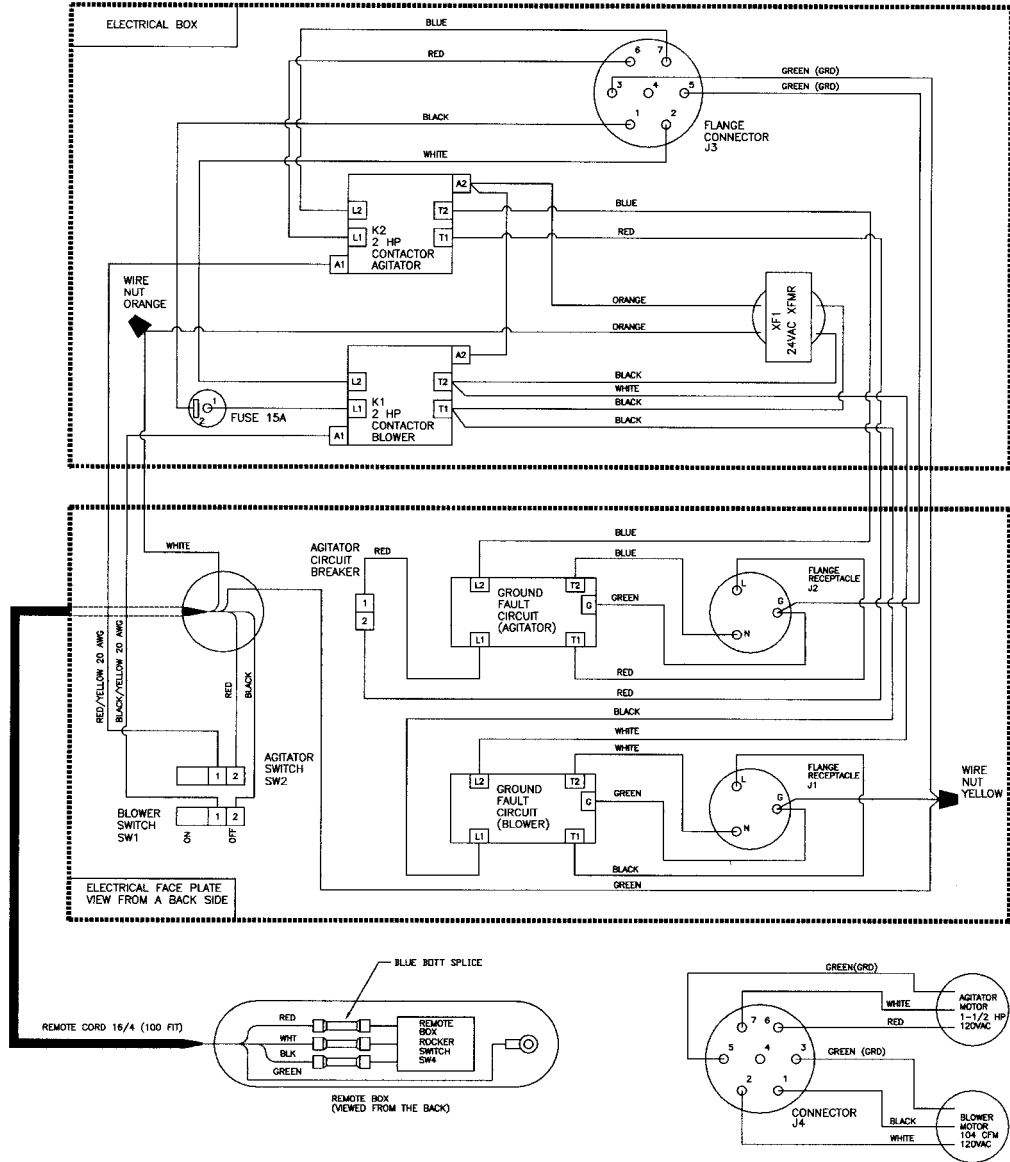 ELECTRICAL BOX
BLUE
RED
6
7
3
4
5
1
2
GREEN (GRD)
GREEN (GRD)
BLACK
WHITE
FLANGE
CONNECTOR
J3
A2
L2
T2
BLUE
K2
2 HP
CONTACTOR
AGITATOR
L1
T1
RED
A1
WIRE
NUT
ORANGE
ORANGE
ORANGE
XF1
24VAC XFMR
A2
L2
T2
BLACK
WHITE
BLACK
BLACK
K1
2 HP
CONTACTOR
BLOWER
L1
T1
A1
1
2
FUSE 15A
WHITE
AGITATOR
CIRCUIT
BREAKER
RED
1
2
BLUE
BLUE
L2
T2
GROUND
FAULT
CIRCUIT
(AGITATOR)
G
GREEN
L1
T1
L
G
N
FLANGE
RECEPTACLE
J2
RED
RED
BLACK
WHITE
WHITE
RED/YELLOW 20 AWG
BLACK/YELLOW 20 AWG
RED
BLACK
1 2
AGITATOR
SWITCH
SW2
1 2
BLOWER
SWITCH
SW1
ON
OFF
L2
T2
GROUND
FAULT
CIRCUIT
(BLOWER)
G
GREEN
L1
T1
L
G
N
FLANGE
RECEPTACLE
J1
WIRE
NUT
YELLOW
BLACK
GREEN
ELECTRICAL FACE PLATE
VIEW FROM A BACK SIDE
BLUE BOTT SPLICE
REMOTE CORD 16/4 (100 FIT)
RED
WHT
BLK
GREEN
REMOTE
BOX
ROCKER
SWITCH
SW4
REMOTE BOX
(VIEWED FROM THE BACK)
GREEN(GRD)
WHITE
RED
AGITATOR
MOTOR
1-1/2 HP
120VAC
7
6
5
4
3
2
1
GREEN (GRD)
CONNECTOR
J4
BLACK
WHITE
BLOWER
MOTOR
104 CFM
120VAC